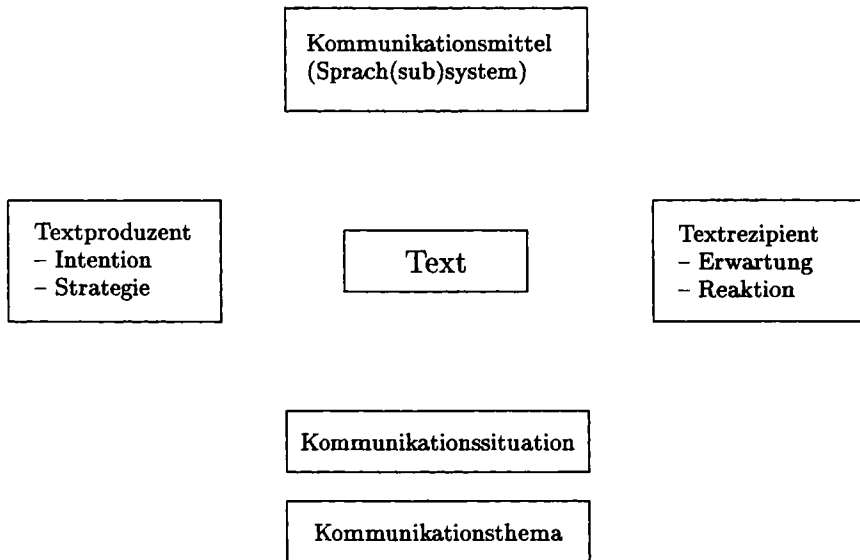 Kommunikationsmittel
(Sprach(sub)system)
Textproduzent
– Intention
– Strategie
Text
Textrezipient
– Erwartung
– Reaktion
Kommunikationssituation
Kommunikationsthema